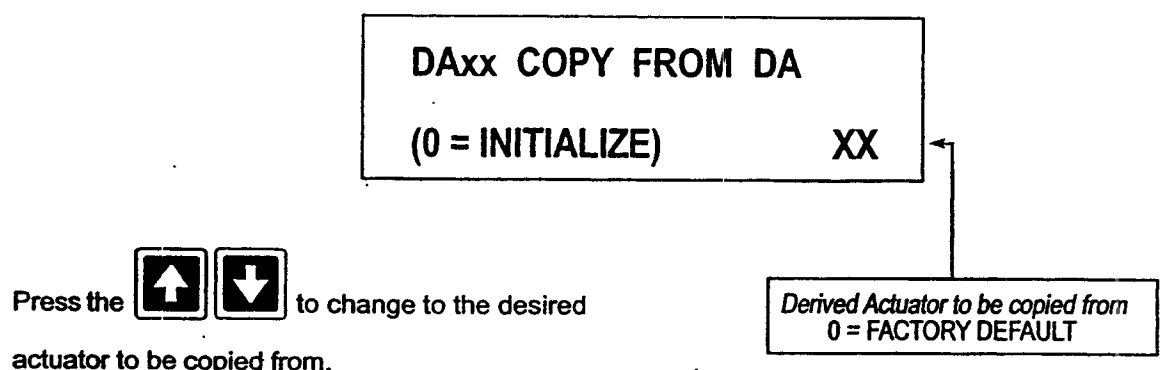 DAxx COPY FROM DA
(0 = INITIALIZE) XX
Press the to change to the desired
actuator to be copied from.
Derived Actuator to be copied from
0 = FACTORY DEFAULT